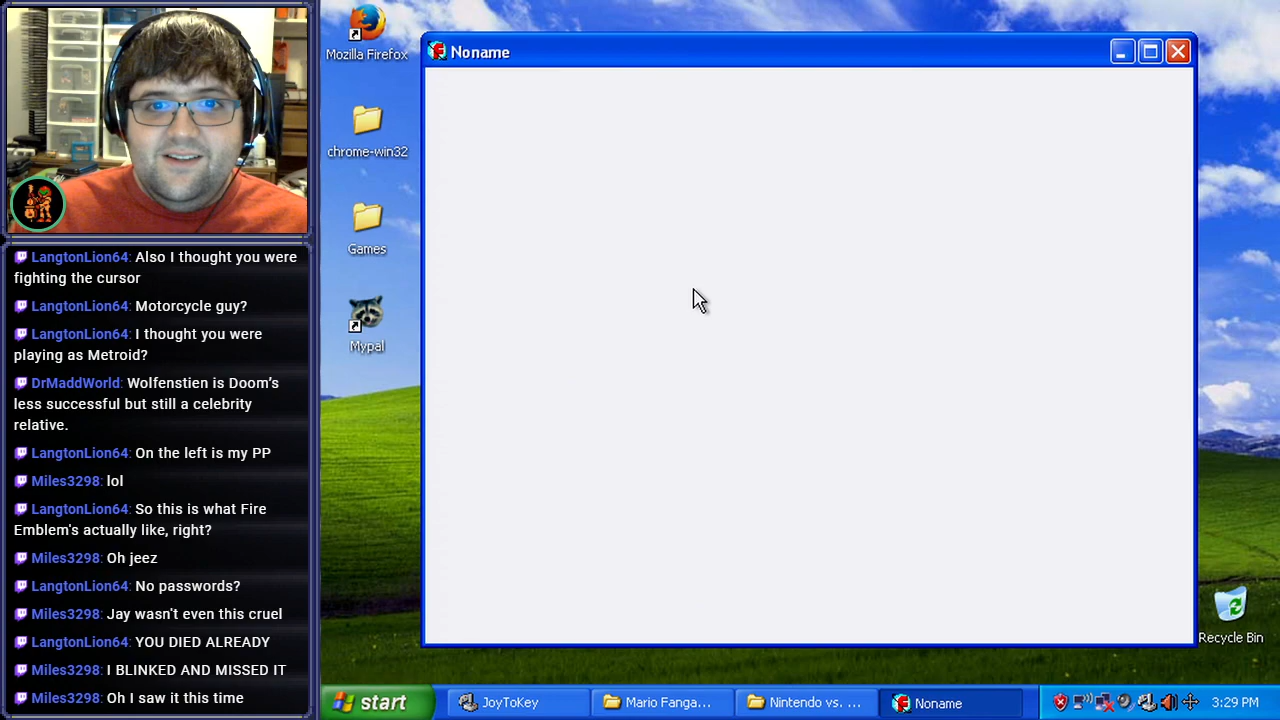 LangtonLion64: Also I thought you were
fighting the cursor
LangtonLion64: Motorcycle guy?
LangtonLion64: I thought you were
playing as Metroid?
DrMaddWorld: Wolfenstien is Doom’s
less successful but still a celebrity
relative.
LangtonLion64: On the left is my PP
Miles3298: lol
LangtonLion64: So this is what Fire
Emblem's actually like, right?
Miles3298: Oh jeez
LangtonLion64: No passwords?
Miles3298: Jay wasn't even this cruel
LangtonLion64: YOU DIED ALREADY
Miles3298: I BLINKED AND MISSED IT
Miles3298: Oh I saw it this time
Mozilla Firefox
chrome-win32
Games
Mypal
Noname
Recycle Bin
start
JoyToKey
Mario Fanga...
Nintendo vs. ...
Noname
3:29 PM